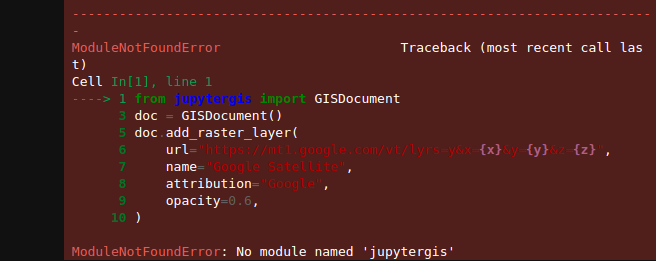 ---------------------------------------------------------------------------
ModuleNotFoundError                       Traceback (most recent call las
t)
Cell In[1], line 1
----> 1 from jupytergis import GISDocument
      3 doc = GISDocument()
      5 doc.add_raster_layer(
      6     url="https://mt1.google.com/vt/lyrs=y&x={x}&y={y}&z={z}",
      7     name="Google Satellite",
      8     attribution="Google",
      9     opacity=0.6,
     10 )
ModuleNotFoundError: No module named 'jupytergis'